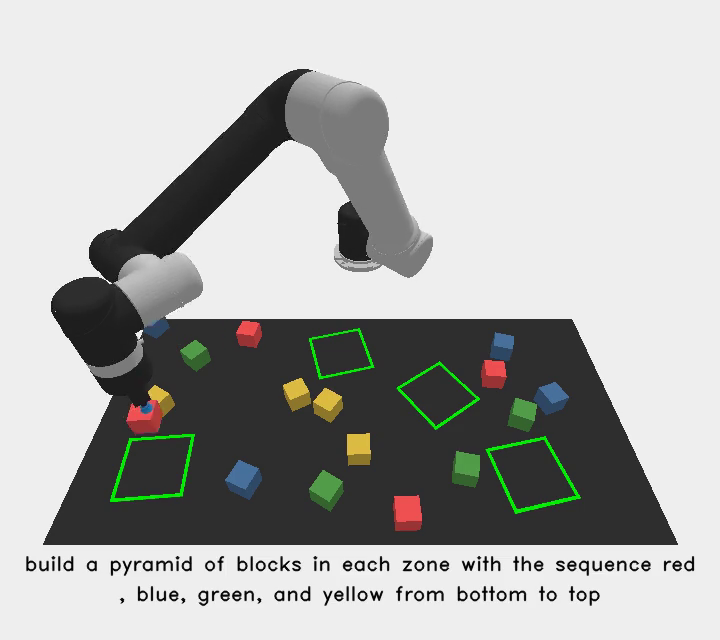 build a pyramid of blocks in each zone with the sequence red
, blue, green, and yellow from bottom to top